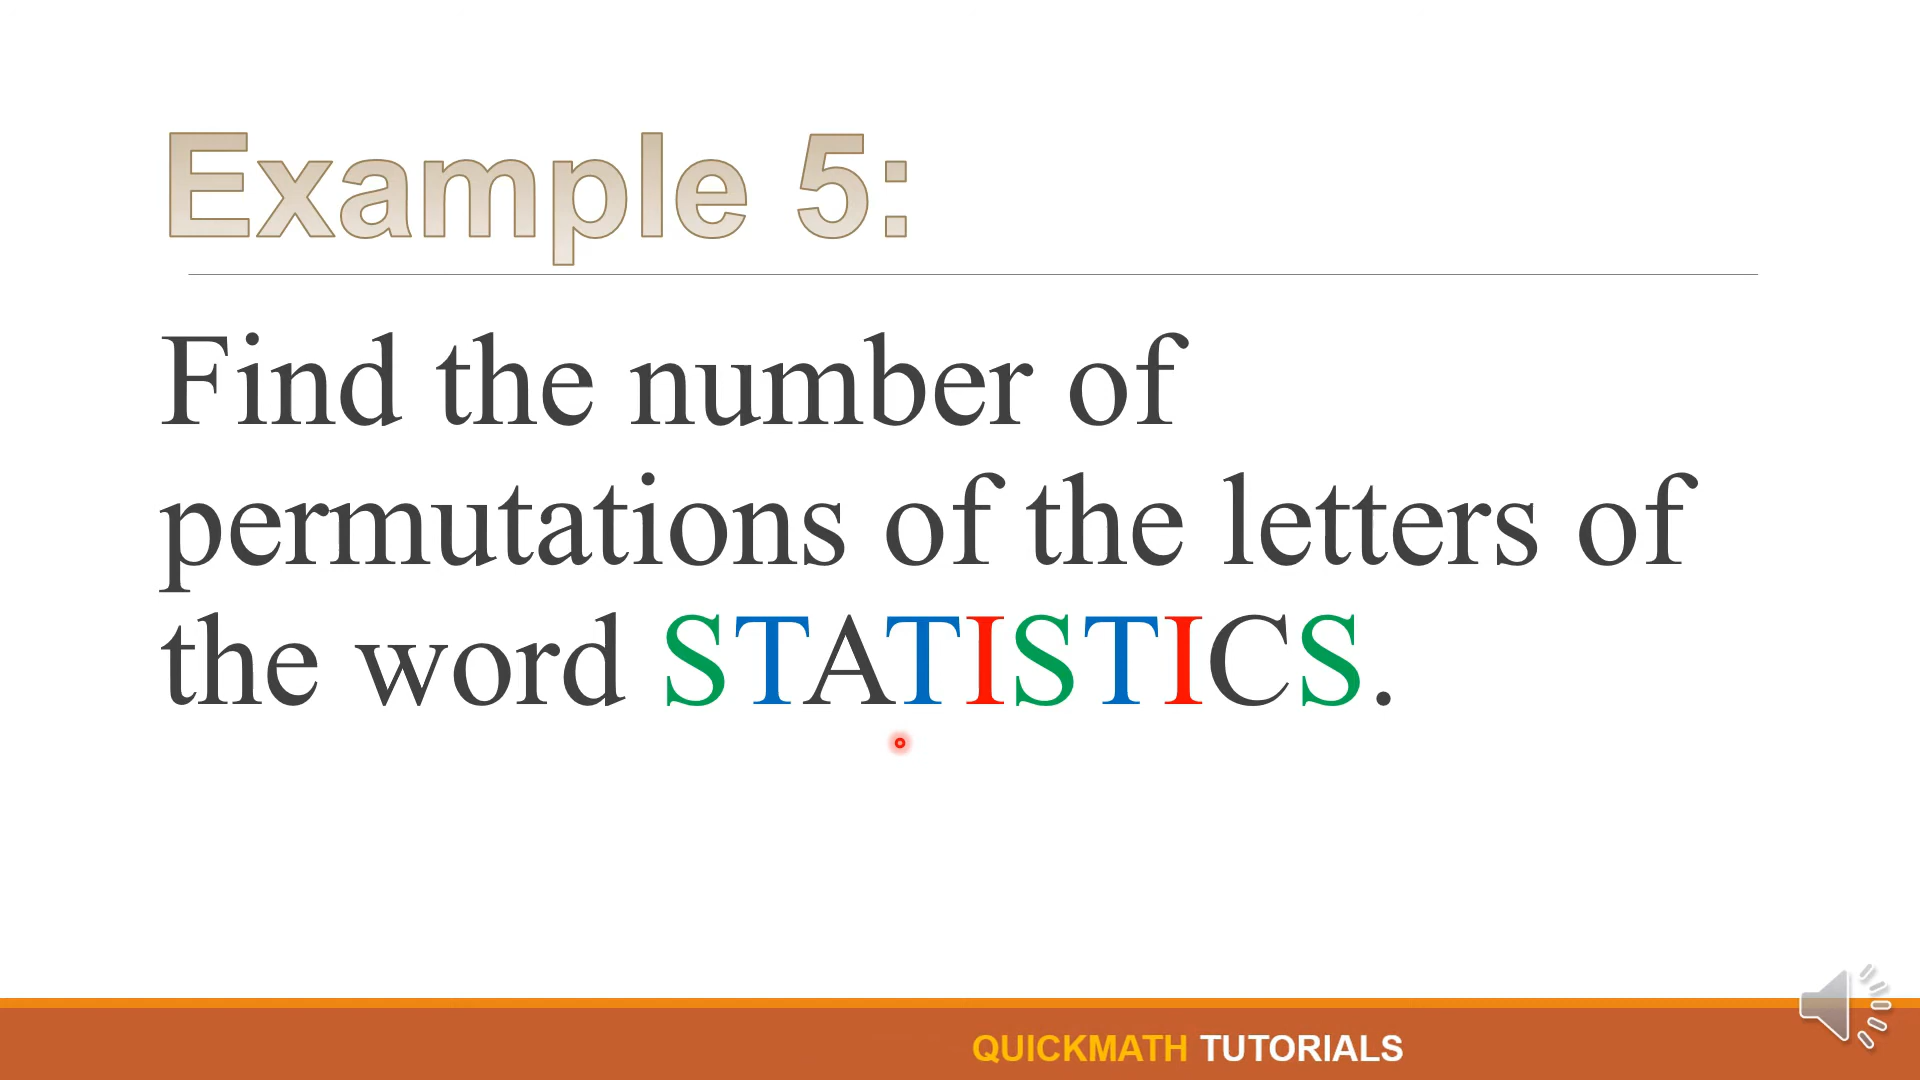 Example 5:
Find the number of
permutations of the letters of
the word STATISTICS.
QUICKMATH TUTORIALS